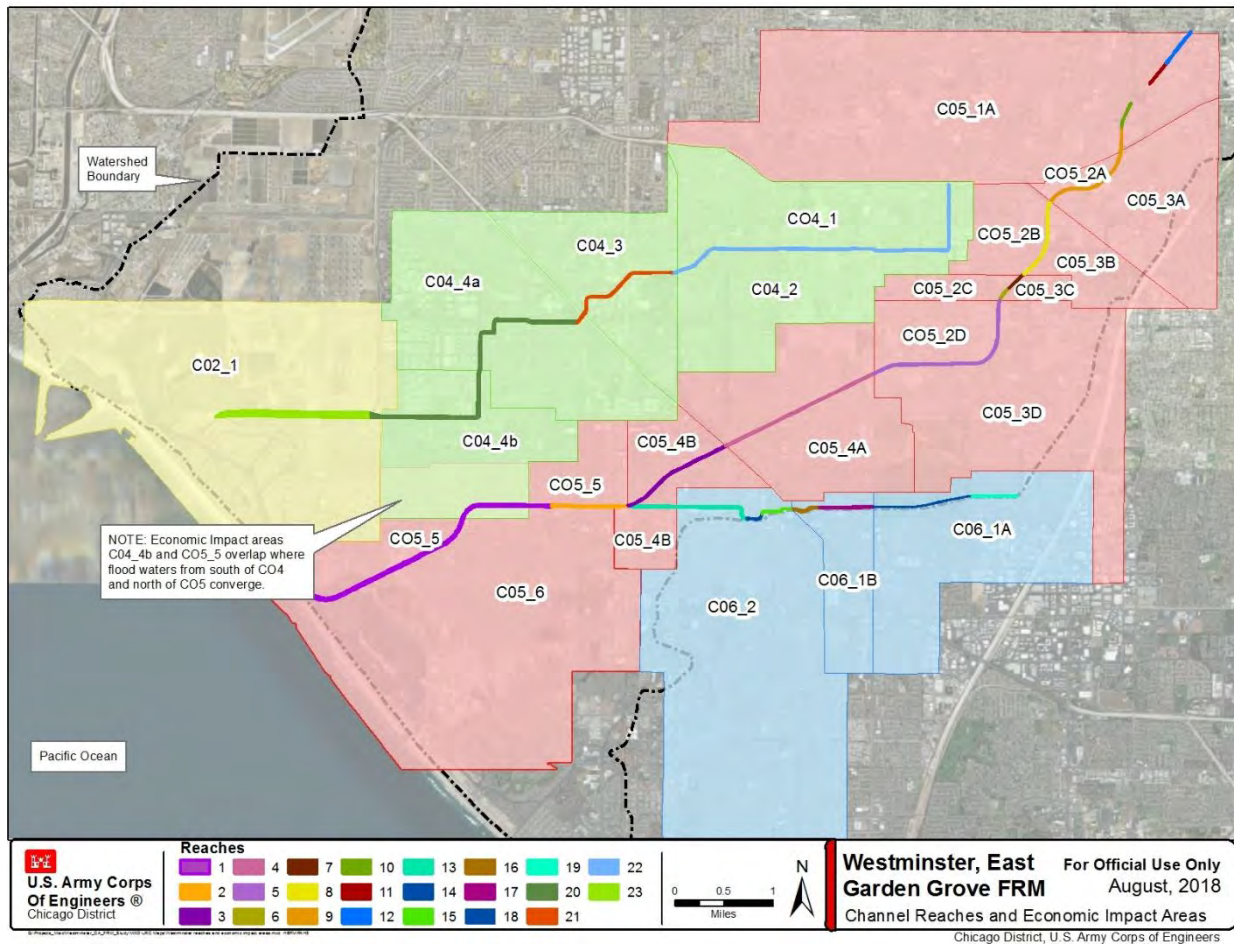 Watershed
Boundary
C05_1A
CO5_2A
C05_3A
CO4_1
CO5_2B
C04_3
C05_3B
C04_4a
C04_2
C05_2C
C05_3C
CO5_2D
C02_1
C05_3D
C04_4b
C05_4B
C05_4A
CO5_5
NOTE: Economic Impact areas
C04_4b and CO5_5 overlap where
flood waters from south of CO4
and north of CO5 converge.
CO5_5
C05_4B
C06_1A
C05_6
C06_1B
C06_2
Pacific Ocean
U.S. Army Corps
Of Engineers ®
Chicago District
Reaches
1 4 7 10 13 16 19 22
2 5 8 11 14 17 20 23
3 6 9 12 15 18 21
0 0.5 1
Miles
N
Westminster, East
Garden Grove FRM
For Official Use Only
August, 2018
Channel Reaches and Economic Impact Areas
Chicago District, U.S. Army Corps of Engineers